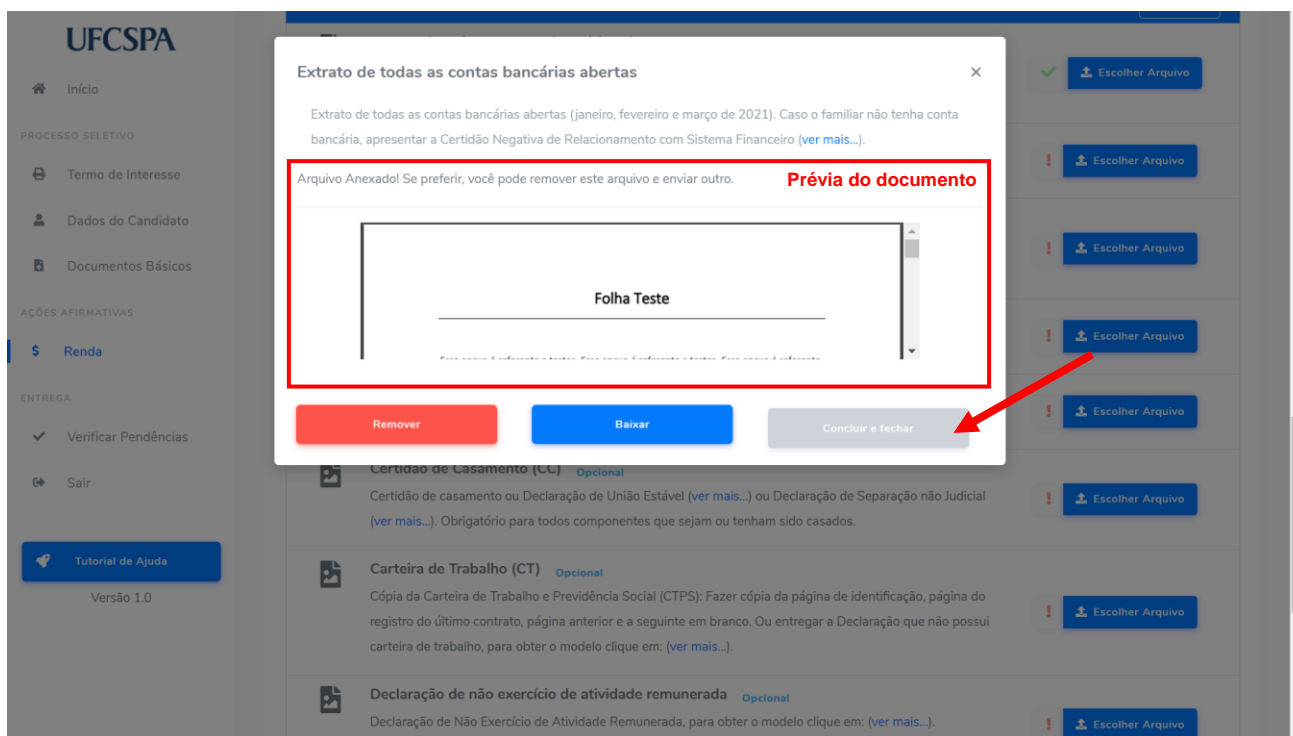 UFCSPA
Início
PROCESSO SELETIVO
Termo de Interesse
Dados do Candidato
Documentos Básicos
AÇÕES AFIRMATIVAS
$ Renda
ENTREGA
Verificar Pendências
Sair
Tutorial de Ajuda
Versão 1.0
Extrato de todas as contas bancárias abertas ×
Extrato de todas as contas bancárias abertas (janeiro, fevereiro e março de 2021). Caso o familiar não tenha conta
bancária, apresentar a Certidão Negativa de Relacionamento com Sistema Financeiro (ver mais...).
Arquivo Anexado! Se preferir, você pode remover este arquivo e enviar outro.
Prévia do documento
Folha Teste
Remover
Baixar
Concluir e fechar
Escolher Arquivo
! Escolher Arquivo
! Escolher Arquivo
! Escolher Arquivo
! Escolher Arquivo
Certidão de Casamento (CC) Opcional
Certidão de casamento ou Declaração de União Estável (ver mais...) ou Declaração de Separação não Judicial
(ver mais...). Obrigatório para todos componentes que sejam ou tenham sido casados.
! Escolher Arquivo
Carteira de Trabalho (CT) Opcional
Cópia da Carteira de Trabalho e Previdência Social (CTPS): Fazer cópia da página de identificação, página do
registro do último contrato, página anterior e a seguinte em branco. Ou entregar a Declaração que não possui
carteira de trabalho, para obter o modelo clique em: (ver mais...).
! Escolher Arquivo
Declaração de não exercício de atividade remunerada Opcional
Declaração de Não Exercício de Atividade Remunerada, para obter o modelo clique em: (ver mais...).
! Escolher Arquivo